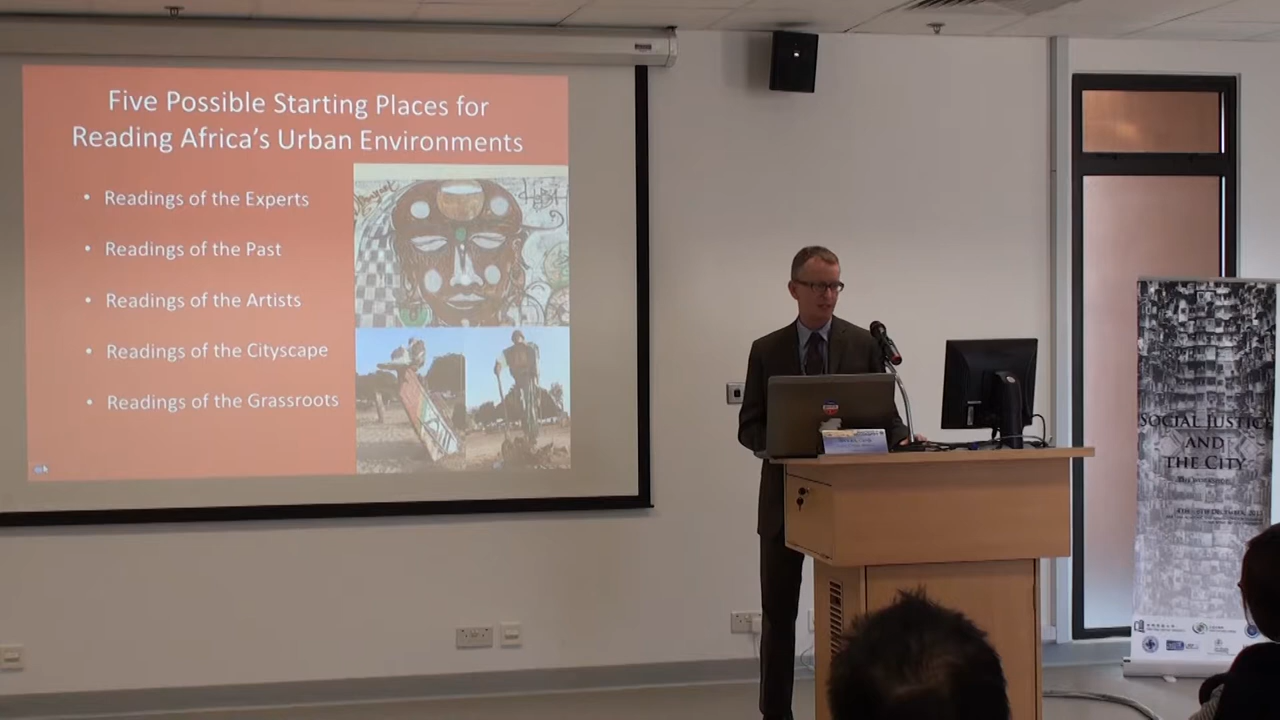 Five Possible Starting Places for
Reading Africa's Urban Environments
• Readings of the Experts
• Readings of the Past
• Readings of the Artists
• Readings of the Cityscape
• Readings of the Grassroots
SOCIAL JUSTICE
AND
THE CITY